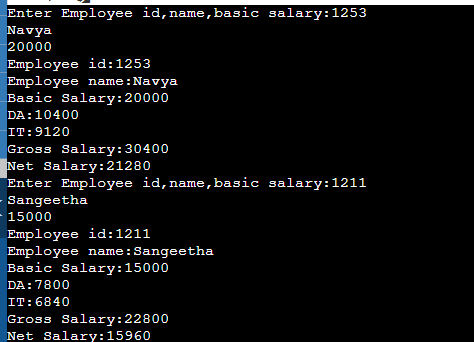 Enter Employee id,name,basic salary:1253
Navya
20000
Employee id:1253
Employee name:Navya
Basic Salary:20000
DA:10400
IT:9120
Gross Salary:30400
Net Salary:21280
Enter Employee id,name,basic salary:1211
Sangeetha
15000
Employee id:1211
Employee name:Sangeetha
Basic Salary:15000
DA:7800
IT:6840
Gross Salary:22800
Net Salary:15960